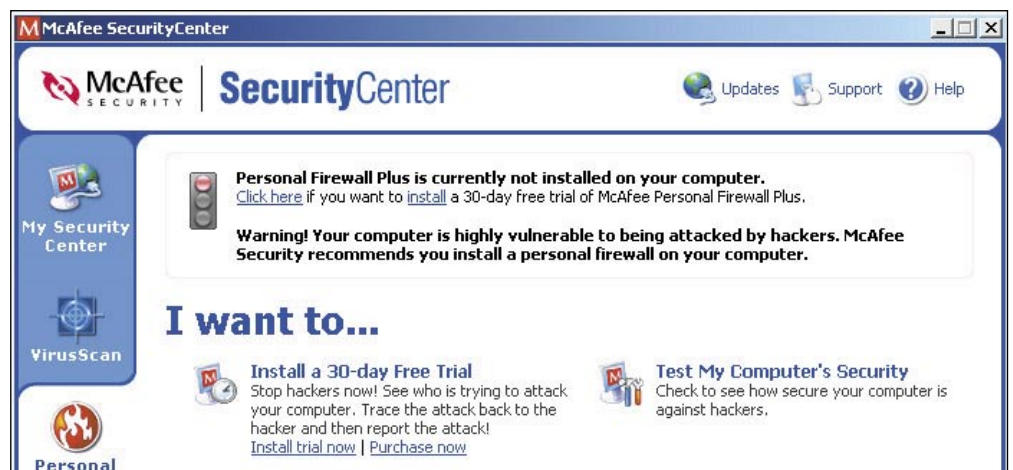 McAfee SecurityCenter
McAfee SECURITY | SecurityCenter
Updates Support Help
Personal Firewall Plus is currently not installed on your computer.
Click here if you want to install a 30-day free trial of McAfee Personal Firewall Plus.
Warning! Your computer is highly vulnerable to being attacked by hackers. McAfee
Security recommends you install a personal firewall on your computer.
My Security
Center
VirusScan
Personal
I want to...
Install a 30-day Free Trial
Stop hackers now! See who is trying to attack
your computer. Trace the attack back to the
hacker and then report the attack!
Install trial now | Purchase now
Test My Computer's Security
Check to see how secure your computer is
against hackers.